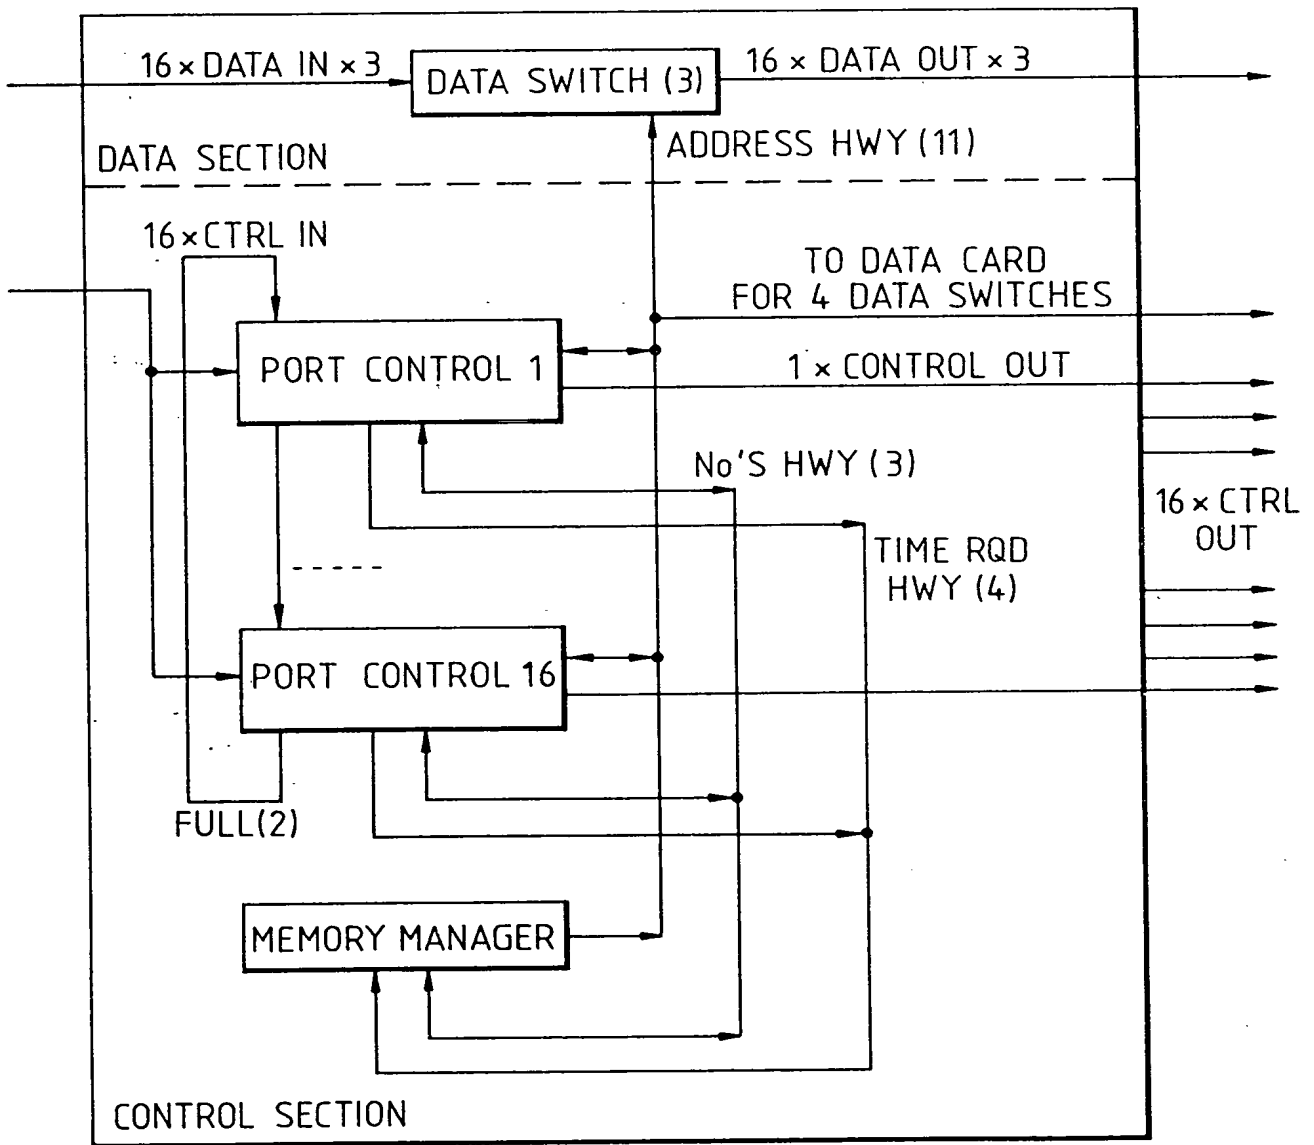 16 × DATA IN × 3
DATA SWITCH (3)
16 × DATA OUT × 3
ADDRESS HWY (11)
DATA SECTION
16 × CTRL IN
TO DATA CARD
FOR 4 DATA SWITCHES
PORT CONTROL 1
1 × CONTROL OUT
No'S HWY (3)
16 × CTRL
OUT
TIME RQD
HWY (4)
PORT CONTROL 16
FULL(2)
MEMORY MANAGER
CONTROL SECTION